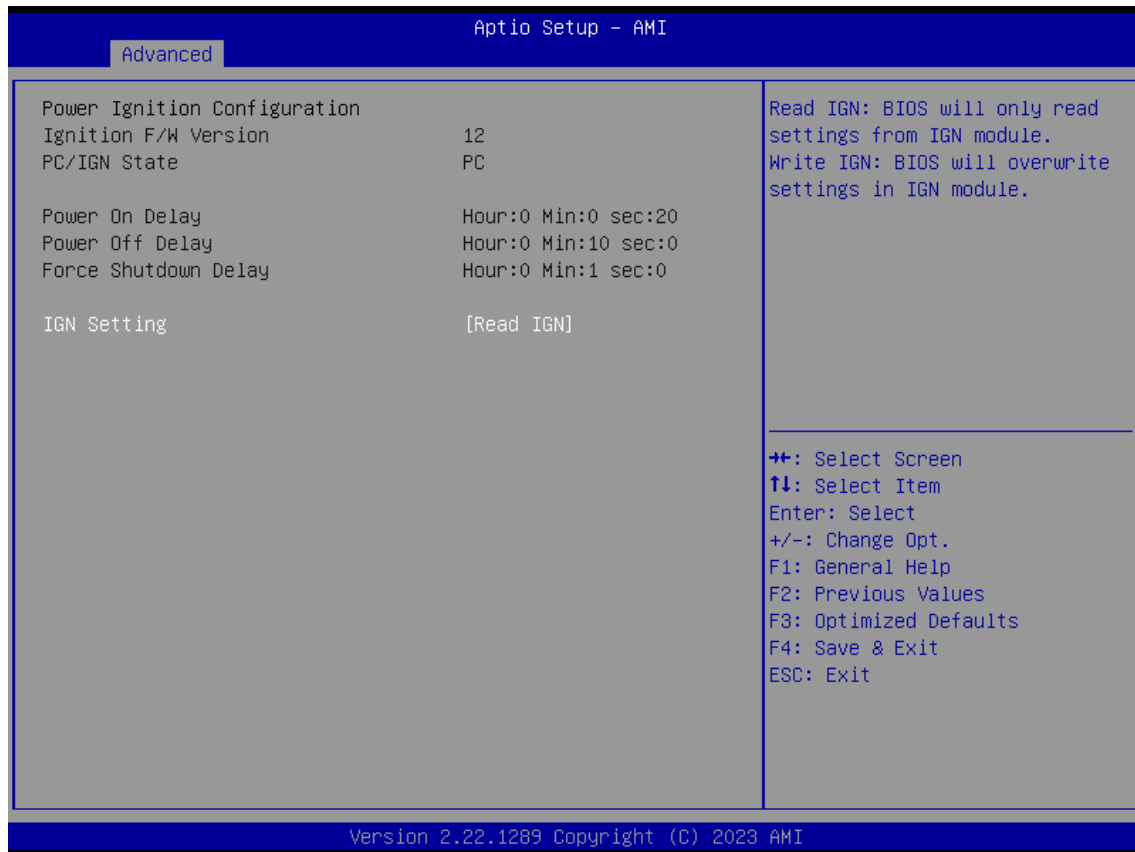 Aptio Setup – AMI
Advanced
Power Ignition Configuration
Ignition F/W Version 12
PC/IGN State PC
Power On Delay Hour:0 Min:0 sec:20
Power Off Delay Hour:0 Min:10 sec:0
Force Shutdown Delay Hour:0 Min:1 sec:0
IGN Setting [Read IGN]
Read IGN: BIOS will only read
settings from IGN module.
Write IGN: BIOS will overwrite
settings in IGN module.
→←: Select Screen
↑↓: Select Item
Enter: Select
+/-: Change Opt.
F1: General Help
F2: Previous Values
F3: Optimized Defaults
F4: Save & Exit
ESC: Exit
Version 2.22.1289 Copyright (C) 2023 AMI